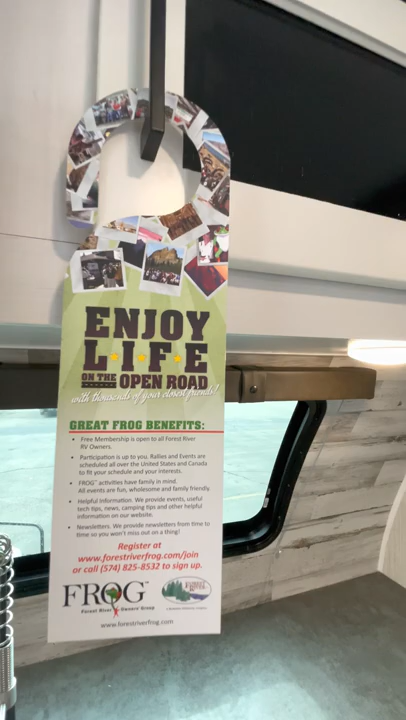 ENJOY
L·I·F·E
ON THE OPEN ROAD
with thousands of your closest friends!
GREAT FROG BENEFITS:
• Free Membership is open to all Forest River
RV Owners.
• Participation is up to you. Rallies and Events are
scheduled all over the United States and Canada
to fit your schedule and your interests.
• FROG™ activities have family in mind.
All events are fun, wholesome and family friendly.
• Helpful Information. We provide events, useful
tech tips, news, camping tips and other helpful
information on our website.
• Newsletters. We provide newsletters from time to
time so you won't miss out on a thing!
Register at
www.forestriverfrog.com/join
or call (574) 825-8532 to sign up.
FROG™
Forest River Owners Group
FOREST RIVER
www.forestriverfrog.com